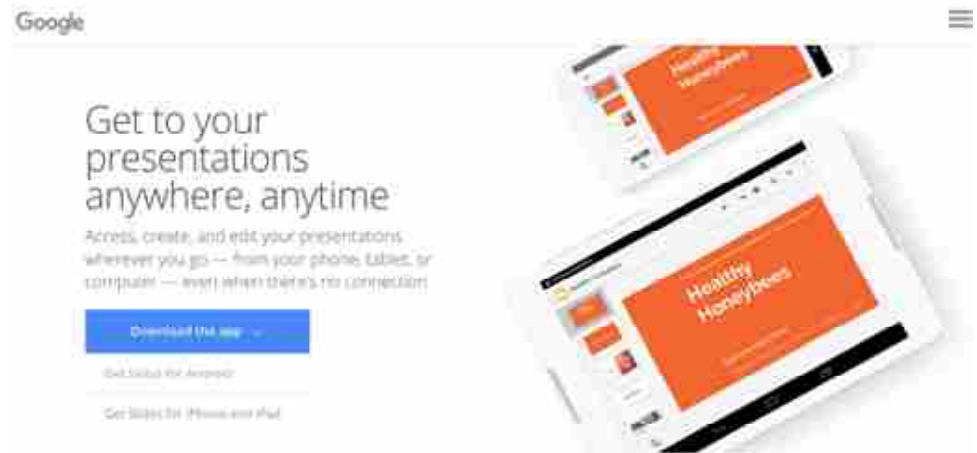 Google
Get to your
presentations
anywhere, anytime
Access, create, and edit your presentations
wherever you go — from your phone, tablet, or
computer — even when there's no connection
Download the app
Get Slides for Android
Get Slides for iPhone and iPad
Healthy
Honeybees
Healthy
Honeybees